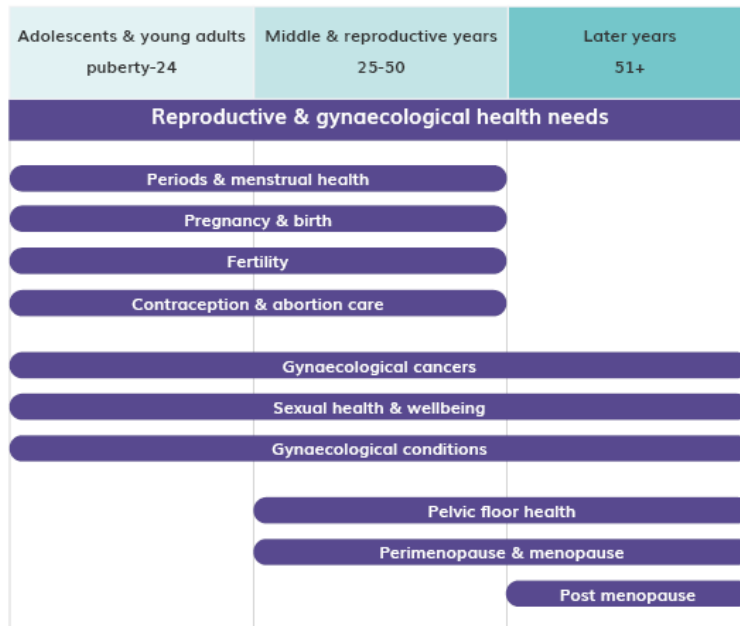 Adolescents & young adults
puberty-24
Middle & reproductive years
25-50
Later years
51+
Reproductive & gynaecological health needs
Periods & menstrual health
Pregnancy & birth
Fertility
Contraception & abortion care
Gynaecological cancers
Sexual health & wellbeing
Gynaecological conditions
Pelvic floor health
Perimenopause & menopause
Post menopause